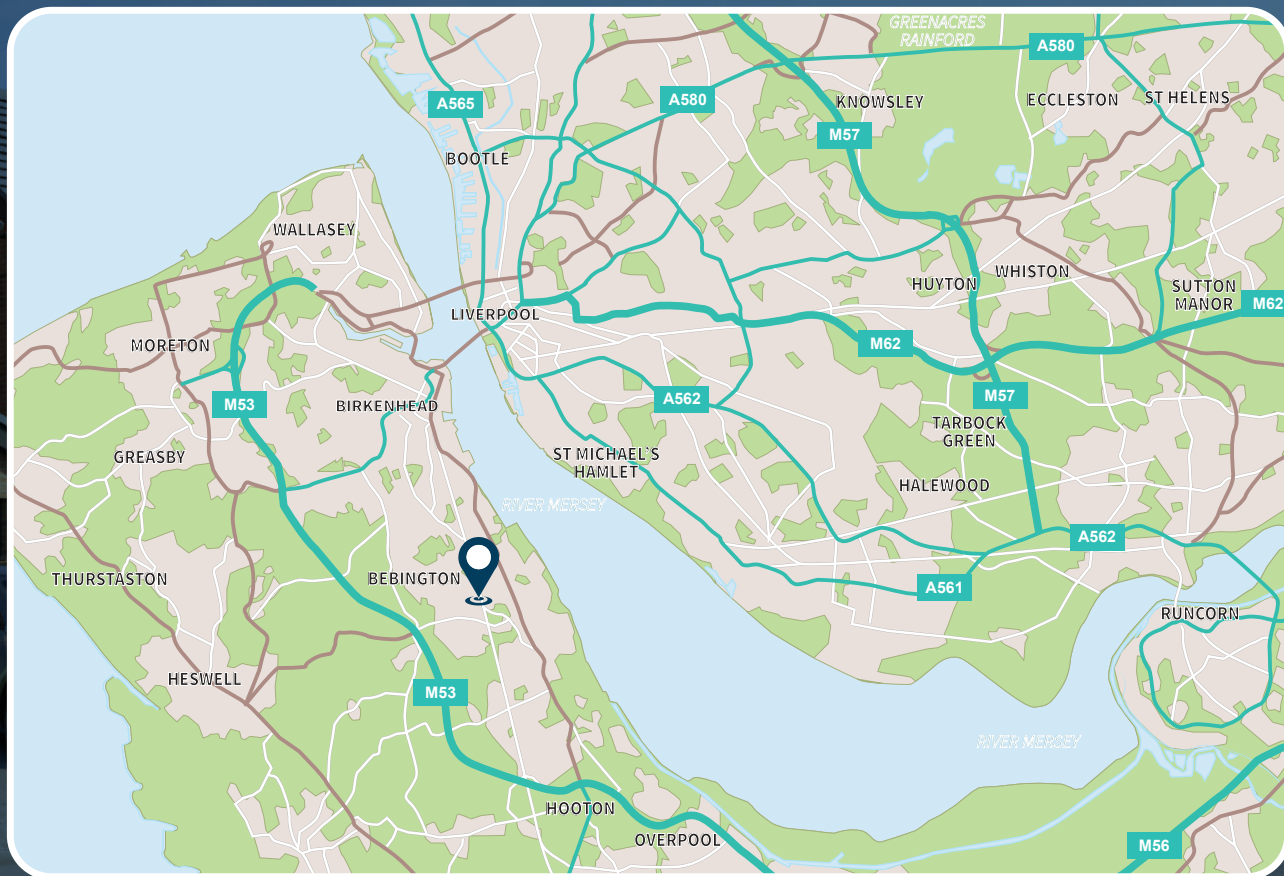 GREENACRES
RAINFORD
A580
A565
A580
KNOWSLEY
ECCLESTON
ST HELENS
M57
BOOTLE
WALLASEY
WHISTON
HUYTON
SUTTON
MANOR
M62
LIVERPOOL
MORETON
M62
M53
BIRKENHEAD
A562
M57
TARBOCK
GREEN
GREASBY
ST MICHAEL'S
HAMLET
HALEWOOD
RIVER MERSEY
A562
THURSTASTON
BEBINGTON
A561
RUNCORN
HESWELL
M53
RIVER MERSEY
HOOTON
OVERPOOL
M56